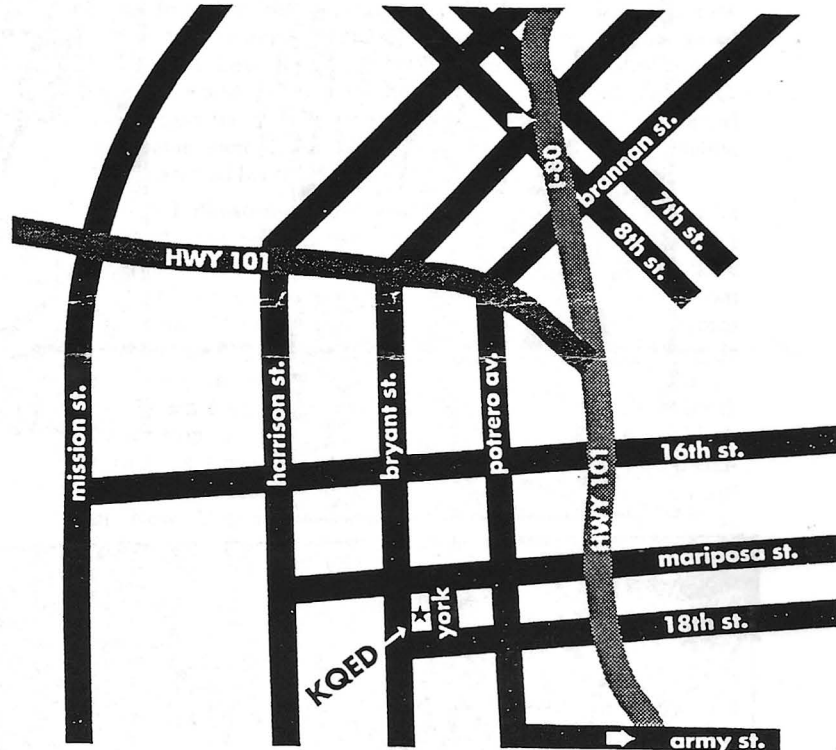 I-80
brannan st.
7th st.
8th st.
HWY 101
mission st.
harrison st.
bryant st.
potrero av.
16th st.
HWY 101
mariposa st.
york
18th st.
KQED
army st.